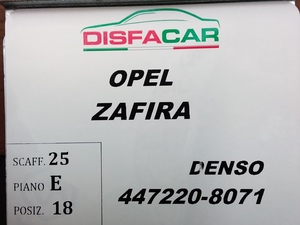 DISFACAR
OPEL
ZAFIRA
SCAFF. 25
PIANO E
POSIZ. 18
DENSO
447220-8071